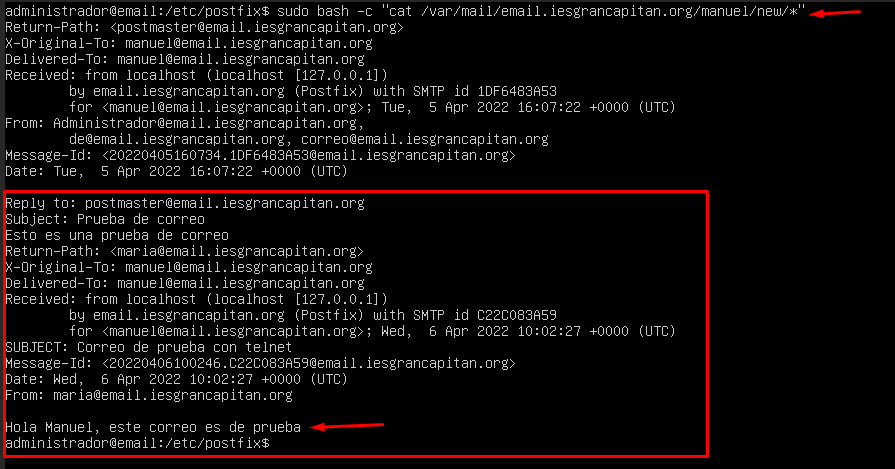 administrador@email:/etc/postfix$ sudo bash -c "cat /var/mail/email.iesgrancapitan.org/manuel/new/*"
Return-Path: <postmaster@email.iesgrancapitan.org>
X-Original-To: manuel@email.iesgrancapitan.org
Delivered-To: manuel@email.iesgrancapitan.org
Received: from localhost (localhost [127.0.0.1])
        by email.iesgrancapitan.org (Postfix) with SMTP id 1DF6483A53
        for <manuel@email.iesgrancapitan.org>; Tue,  5 Apr 2022 16:07:22 +0000 (UTC)
From: Administrador@email.iesgrancapitan.org,
        de@email.iesgrancapitan.org, correo@email.iesgrancapitan.org
Message-Id: <20220405160734.1DF6483A53@email.iesgrancapitan.org>
Date: Tue,  5 Apr 2022 16:07:22 +0000 (UTC)

Reply to: postmaster@email.iesgrancapitan.org
Subject: Prueba de correo
Esto es una prueba de correo
Return-Path: <maria@email.iesgrancapitan.org>
X-Original-To: manuel@email.iesgrancapitan.org
Delivered-To: manuel@email.iesgrancapitan.org
Received: from localhost (localhost [127.0.0.1])
        by email.iesgrancapitan.org (Postfix) with SMTP id C22C083A59
        for <manuel@email.iesgrancapitan.org>; Wed,  6 Apr 2022 10:02:27 +0000 (UTC)
SUBJECT: Correo de prueba con telnet
Message-Id: <20220406100246.C22C083A59@email.iesgrancapitan.org>
Date: Wed,  6 Apr 2022 10:02:27 +0000 (UTC)
From: maria@email.iesgrancapitan.org

Hola Manuel, este correo es de prueba
administrador@email:/etc/postfix$